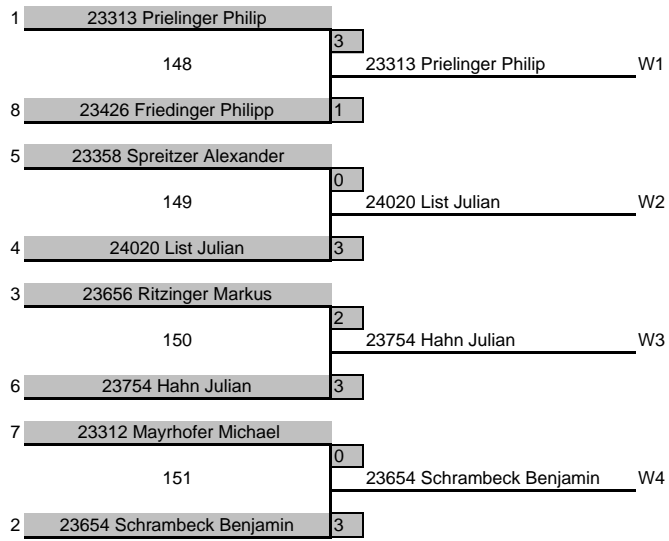 1 23313 Prielinger Philip
3
148 23313 Prielinger Philip W1
8 23426 Friedinger Philipp 1
5 23358 Spreitzer Alexander
0
149 24020 List Julian W2
4 24020 List Julian 3
3 23656 Ritzinger Markus
2
150 23754 Hahn Julian W3
6 23754 Hahn Julian 3
7 23312 Mayrhofer Michael
0
151 23654 Schrambeck Benjamin W4
2 23654 Schrambeck Benjamin 3